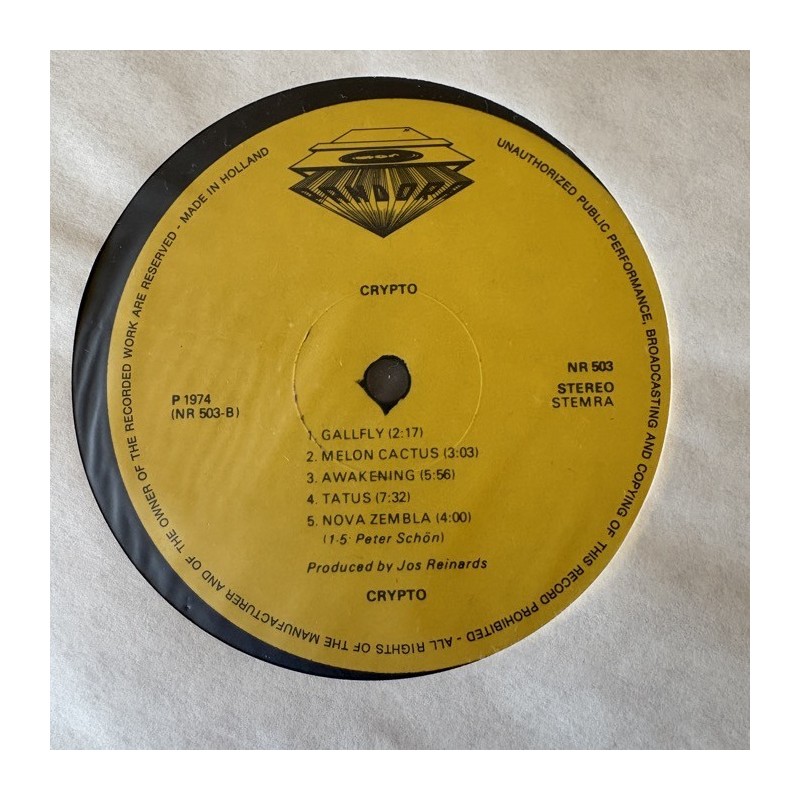 PANDORA
CRYPTO
NR 503
STEREO
STEMRA
P 1974
(NR 503-B)
1. GALLFLY (2:17)
2. MELON CACTUS (3:03)
3. AWAKENING (5:56)
4. TATUS (7:32)
5. NOVA ZEMBLA (4:00)
(1-5: Peter Schön)
Produced by Jos Reinards
CRYPTO
UNAUTHORIZED PUBLIC PERFORMANCE, BROADCASTING AND COPYING OF THIS RECORD PROHIBITED - ALL RIGHTS OF THE MANUFACTURER AND OF THE OWNER OF THE RECORDED WORK ARE RESERVED - MADE IN HOLLAND